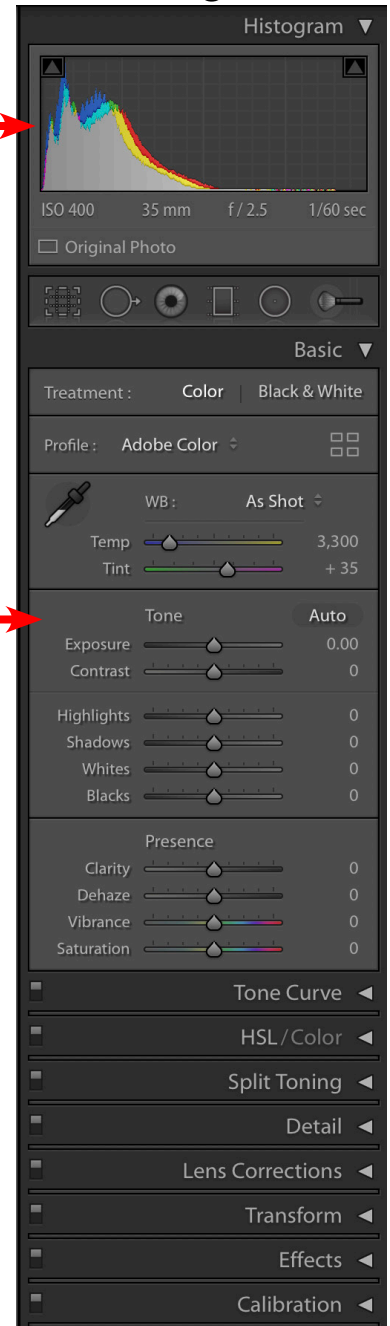 Histogram
ISO 400 35 mm f / 2.5 1/60 sec
Original Photo
Basic
Treatment : Color | Black & White
Profile : Adobe Color
WB : As Shot
Temp 3,300
Tint + 35
Tone Auto
Exposure 0.00
Contrast 0
Highlights 0
Shadows 0
Whites 0
Blacks 0
Presence
Clarity 0
Dehaze 0
Vibrance 0
Saturation 0
Tone Curve
HSL / Color
Split Toning
Detail
Lens Corrections
Transform
Effects
Calibration